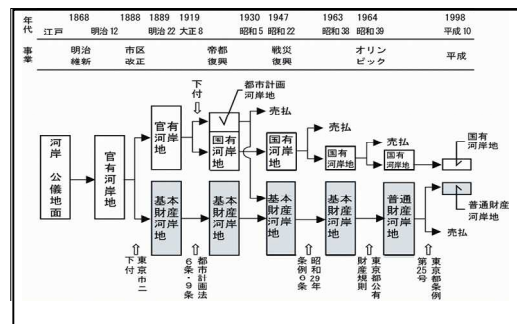 年代
1868
1888
1889
1919
1930
1947
1963
1964
1998
江戸
明治12
明治22
大正8
昭和5
昭和22
昭和38
昭和39
平成10
事業
明治維新
市区改正
帝都復興
戦災復興
オリンピック
平成
下付
都市計画河岸地
売払
官有河岸地
国有河岸地
国有河岸地
売払
国有河岸地
売払
国有河岸地
国有河岸地
河岸 公儀地面
官有河岸地
基本財産河岸地
基本財産河岸地
基本財産河岸地
基本財産河岸地
普通財産河岸地
普通財産河岸地
売払
東京市ニ下付
都市計画法6条・9条
昭和29年条例6条
東京都公有財産規則
東京都条例第25号